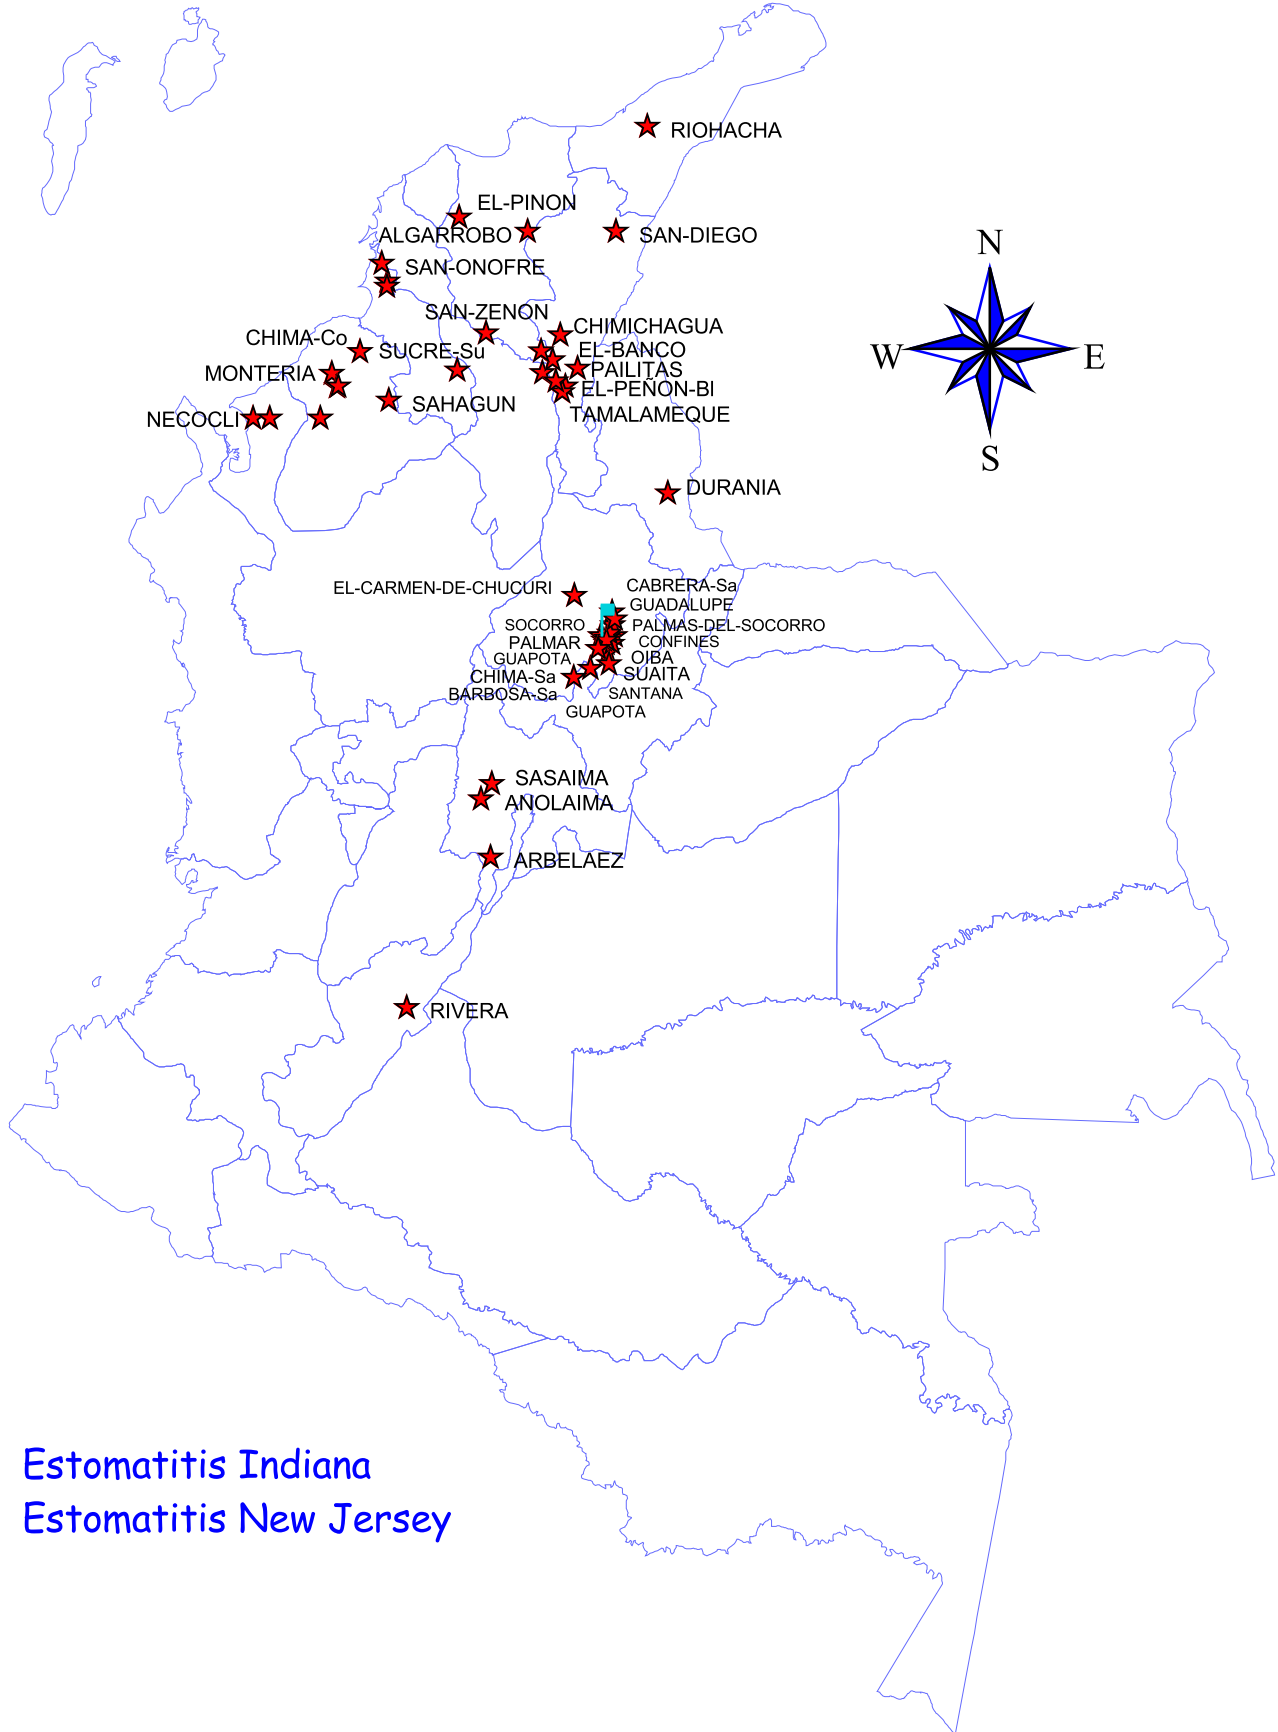 RIOHACHA
EL-PINON
ALGARROBO
SAN-DIEGO
N
SAN-ONOFRE
SAN-ZENON
CHIMICHAGUA
CHIMA-Co
SUCRE-Su
EL-BANCO
W
E
MONTERIA
PAILITAS
EL-PEÑON-Bl
SAHAGUN
TAMALAMEQUE
NECOCLI
S
DURANIA
EL-CARMEN-DE-CHUCURI
CABRERA-Sa
GUADALUPE
SOCORRO
PALMAS-DEL-SOCORRO
PALMAR
CONFINES
GUAPOTA
OIBA
CHIMA-Sa
SUAITA
BARBOSA-Sa
SANTANA
GUAPOTA
SASAIMA
ANOLAIMA
ARBELAEZ
RIVERA
Estomatitis Indiana
Estomatitis New Jersey